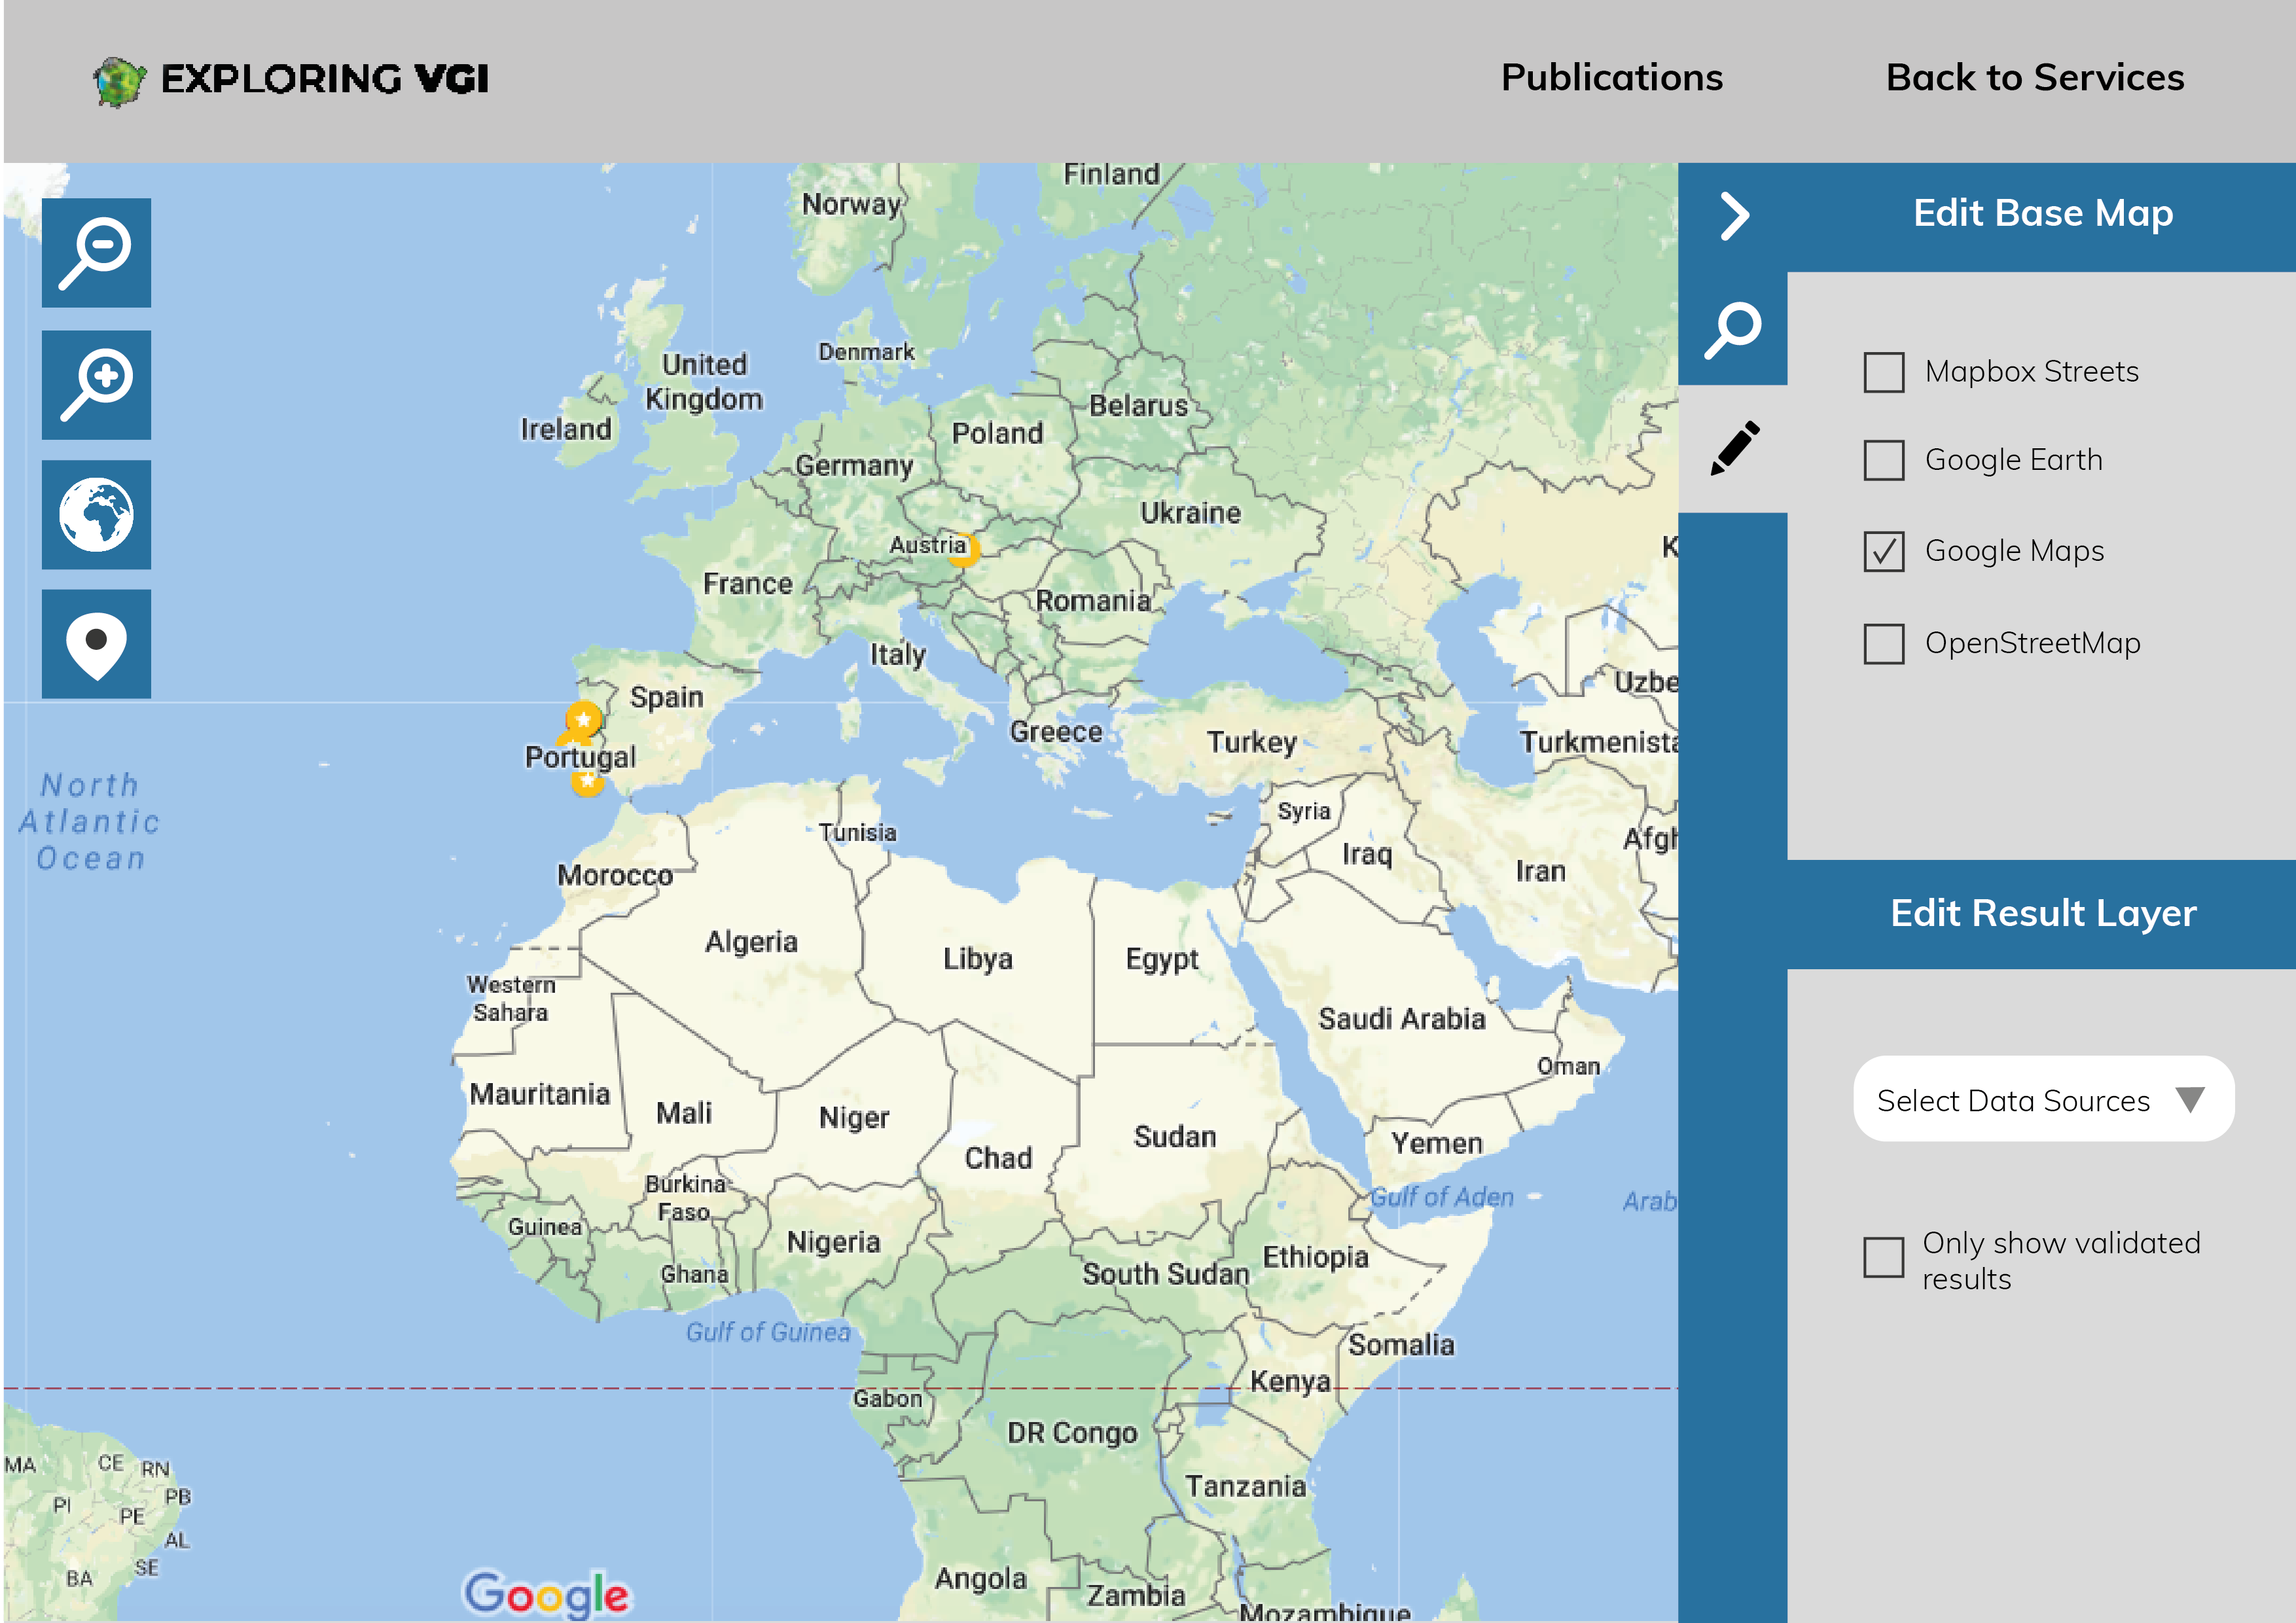 EXPLORING VGI
Publications
Back to Services
Edit Base Map
Mapbox Streets
Google Earth
Google Maps
OpenStreetMap
Edit Result Layer
Select Data Sources
Only show validated
results
Finland
Norway
Denmark
United
Kingdom
Ireland
Belarus
Poland
Germany
Ukraine
Austria
France
Romania
K
Italy
Spain
Uzbe
Greece
Turkey
Turkmenista
Portugal
North
Atlantic
Ocean
Syria
Tunisia
Afgh
Iraq
Iran
Morocco
Algeria
Libya
Egypt
Western
Sahara
Saudi Arabia
Oman
Mauritania
Mali
Niger
Sudan
Yemen
Chad
Burkina
Faso
Gulf of Aden
Arab
Guinea
Nigeria
Ethiopia
Ghana
South Sudan
Gulf of Guinea
Somalia
Kenya
Gabon
DR Congo
MA
CE
RN
Tanzania
PI
PB
PE
AL
SE
BA
Angola
Zambia
Google
Mozambique